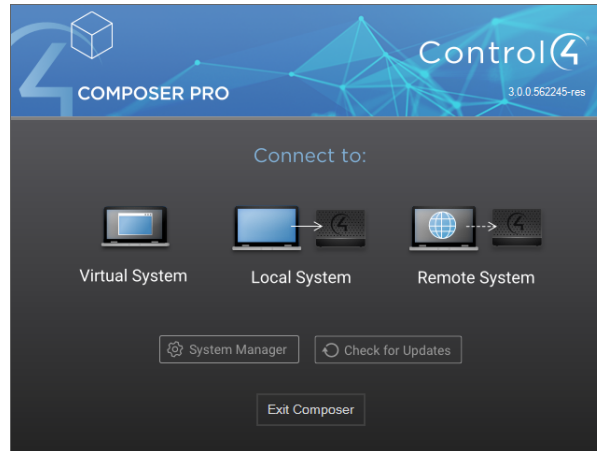 Control4
COMPOSER PRO
3.0.0.562245-res
Connect to:
Virtual System
Local System
Remote System
System Manager
Check for Updates
Exit Composer